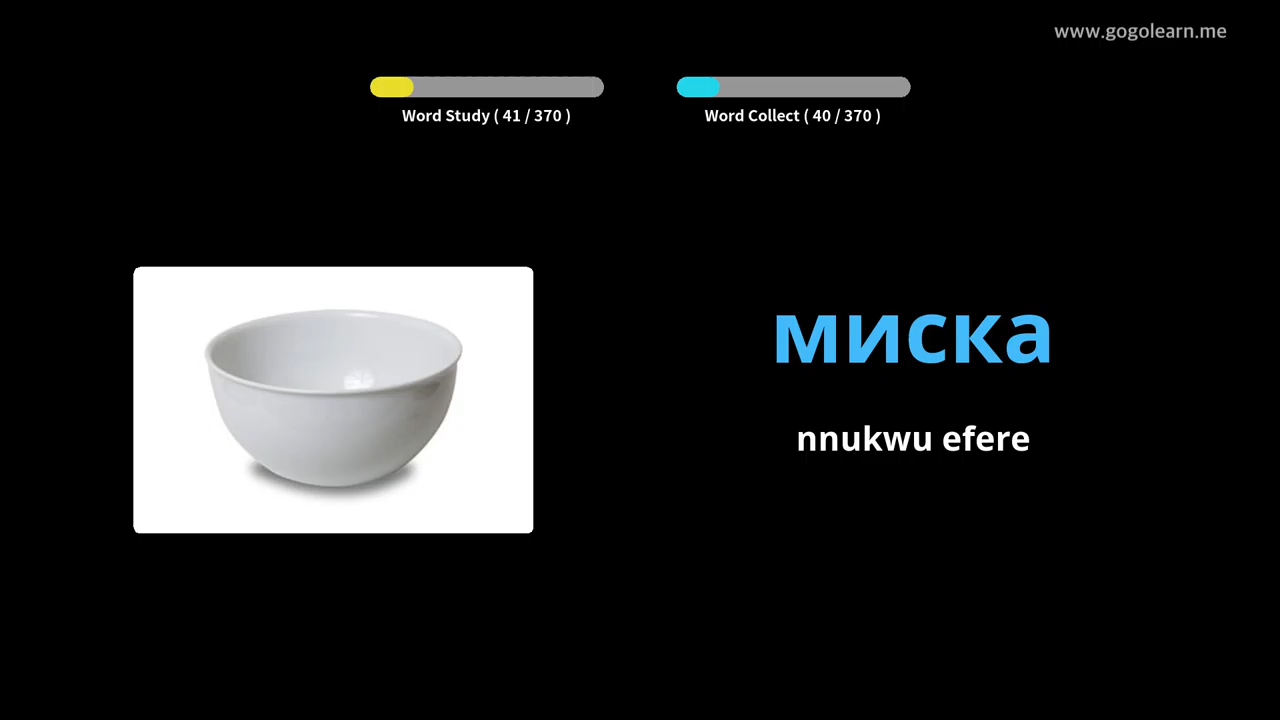 www.gogolearn.me
Word Study ( 41 / 370 )
Word Collect ( 40 / 370 )
миска
nnukwu efere